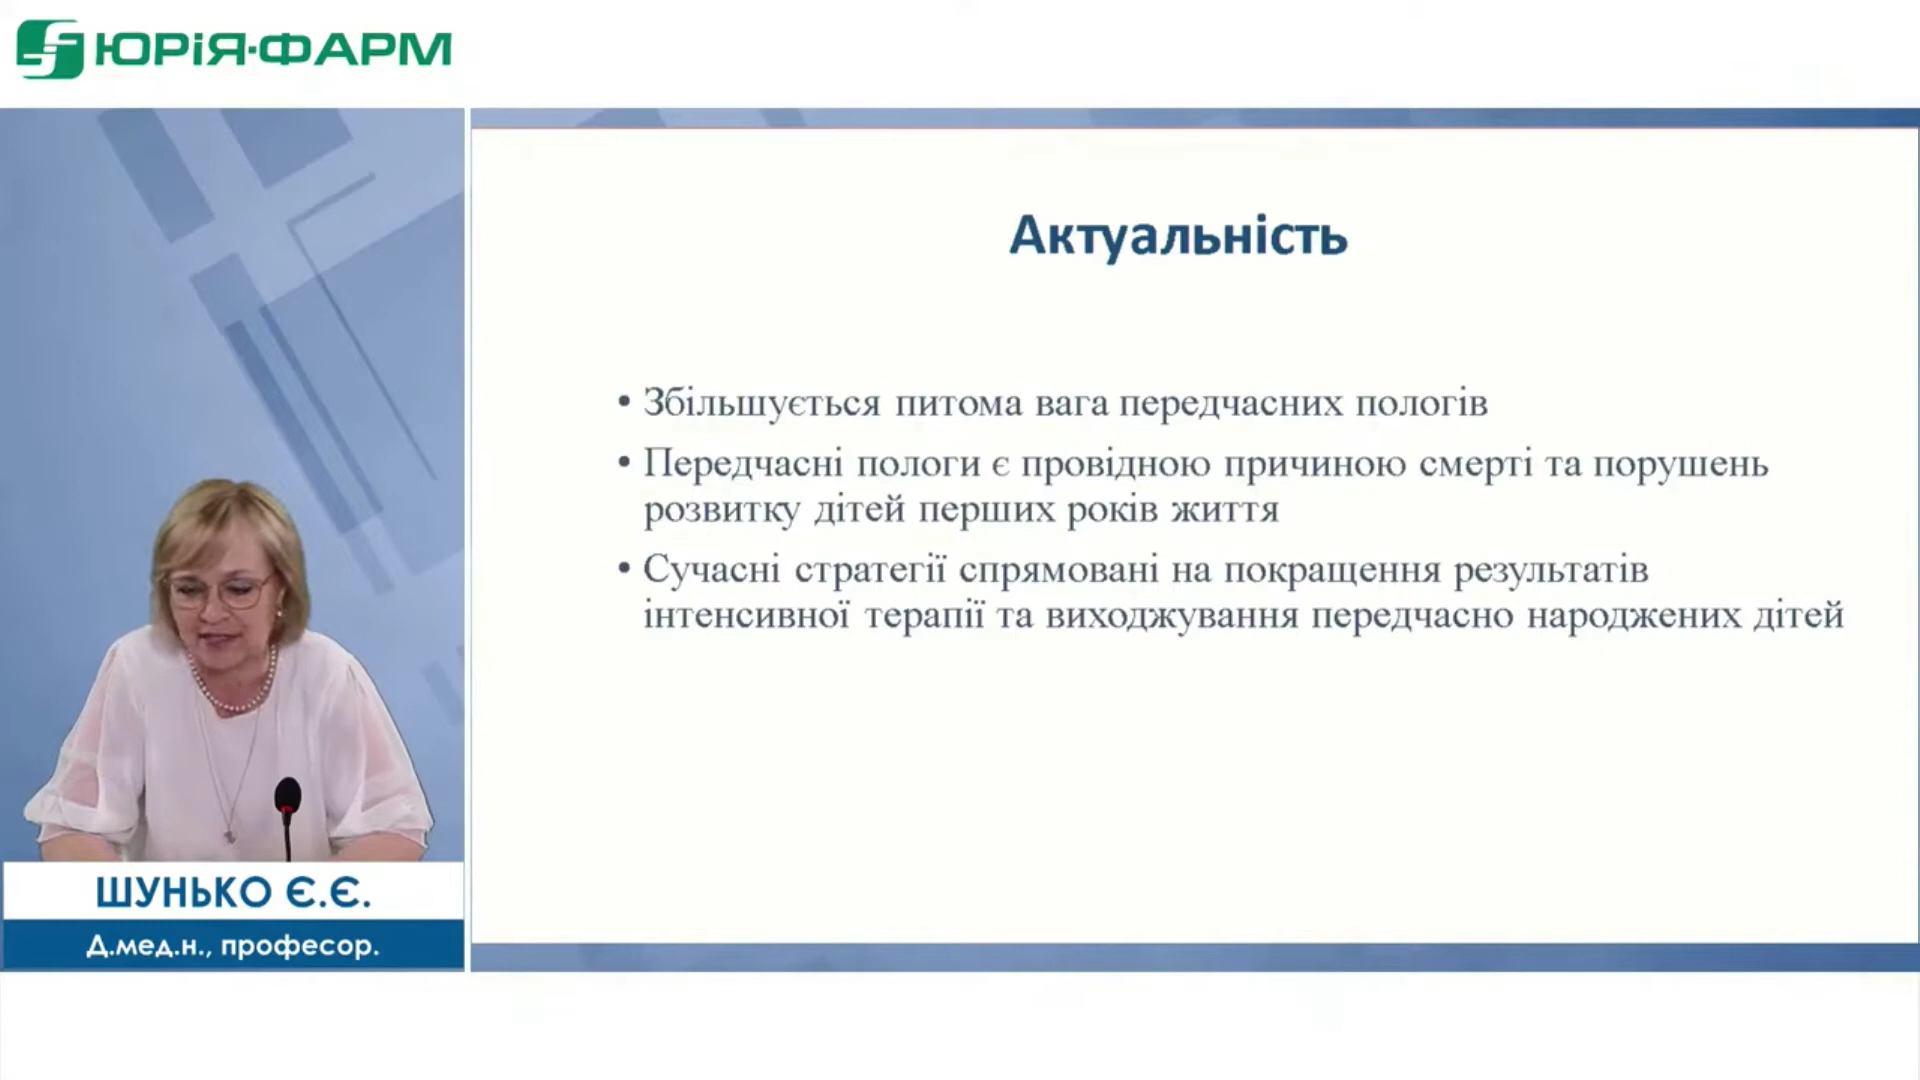 ЮРіЯ·ФАРМ
Актуальність
• Збільшується питома вага передчасних пологів
• Передчасні пологи є провідною причиною смерті та порушень
розвитку дітей перших років життя
• Сучасні стратегії спрямовані на покращення результатів
інтенсивної терапії та виходжування передчасно народжених дітей
ШУНЬКО Є.Є.
Д.мед.н., професор.